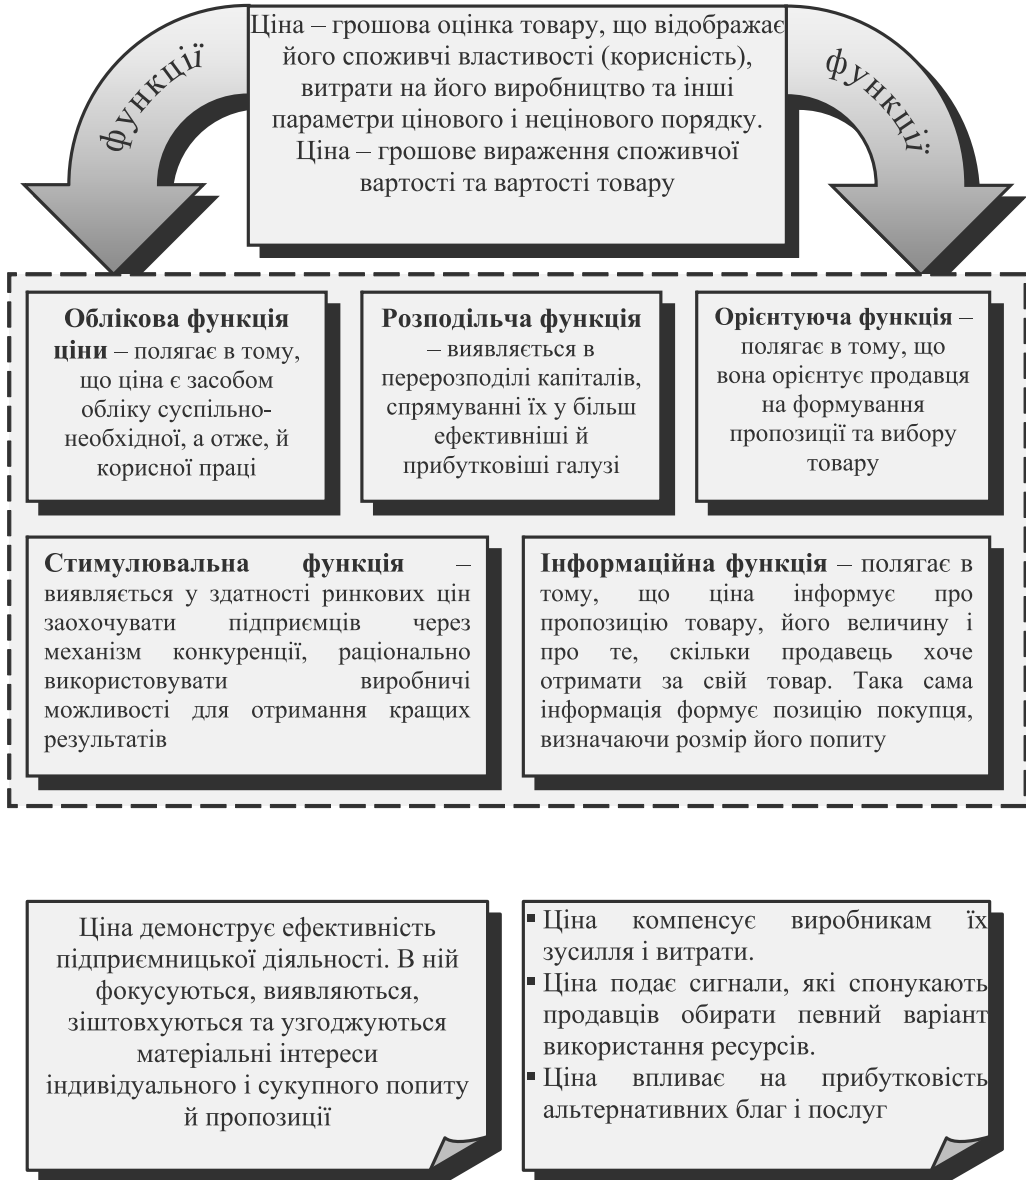 функції
Ціна – грошова оцінка товару, що відображає
його споживчі властивості (корисність),
витрати на його виробництво та інші
параметри цінового і нецінового порядку.
Ціна – грошове вираження споживчої
вартості та вартості товару
функції
Облікова функція
ціни – полягає в тому,
що ціна є засобом
обліку суспільно-
необхідної, а отже, й
корисної праці
Розподільча функція
– виявляється в
перерозподілі капіталів,
спрямуванні їх у більш
ефективніші й
прибутковіші галузі
Орієнтуюча функція –
полягає в тому, що
вона орієнтує продавця
на формування
пропозиції та вибору
товару
Стимулювальна функція –
виявляється у здатності ринкових цін
заохочувати підприємців через
механізм конкуренції, раціонально
використовувати виробничі
можливості для отримання кращих
результатів
Інформаційна функція – полягає в
тому, що ціна інформує про
пропозицію товару, його величину і
про те, скільки продавець хоче
отримати за свій товар. Така сама
інформація формує позицію покупця,
визначаючи розмір його попиту
Ціна демонструє ефективність
підприємницької діяльності. В ній
фокусуються, виявляються,
зіштовхуються та узгоджуються
матеріальні інтереси
індивідуального і сукупного попиту
й пропозиції
▪ Ціна компенсує виробникам їх
зусилля і витрати.
▪ Ціна подає сигнали, які спонукають
продавців обирати певний варіант
використання ресурсів.
▪ Ціна впливає на прибутковість
альтернативних благ і послуг